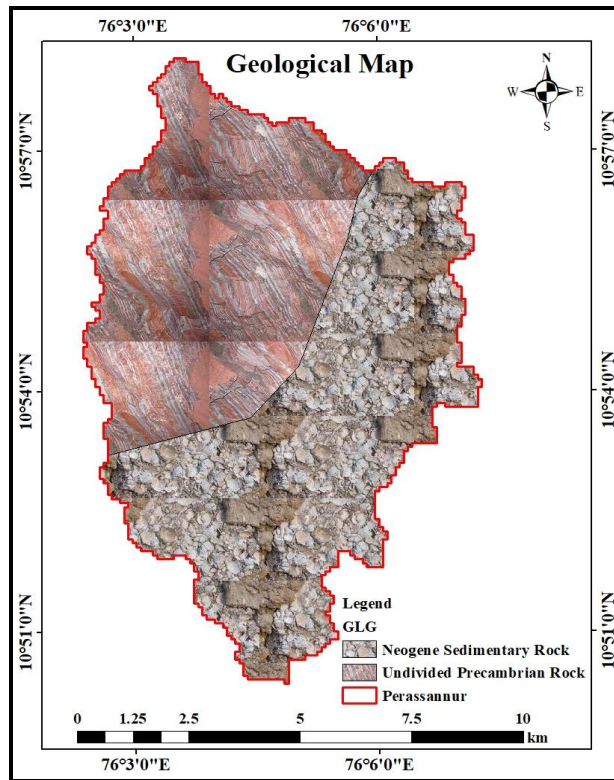 76°3'0"E 76°6'0"E
Geological Map
N
W E
S
10°57'0"N 10°57'0"N
10°54'0"N 10°54'0"N
10°51'0"N 10°51'0"N
Legend
GLG
Neogene Sedimentary Rock
Undivided Precambrian Rock
Perassannur
0 1.25 2.5 5 7.5 10
km
76°3'0"E 76°6'0"E